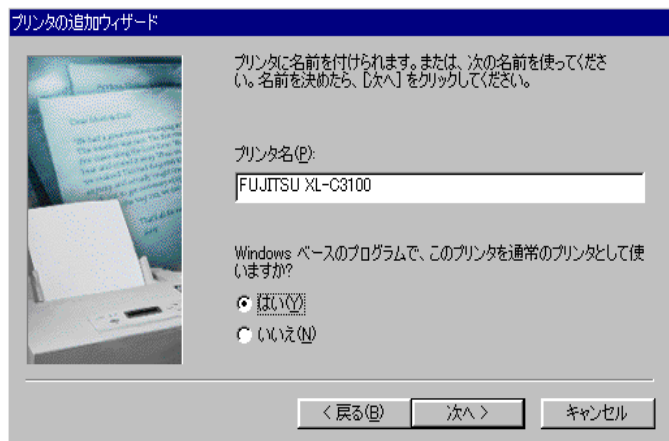 プリンタの追加ウィザード
プリンタに名前を付けられます。または、次の名前を使ってくださ
い。名前を決めたら、[次へ] をクリックしてください。
プリンタ名(P):
FUJITSU XL-C3100
Windows ベースのプログラムで、このプリンタを通常のプリンタとして使
いますか?
はい(Y)
いいえ(N)
< 戻る(B)
次へ >
キャンセル